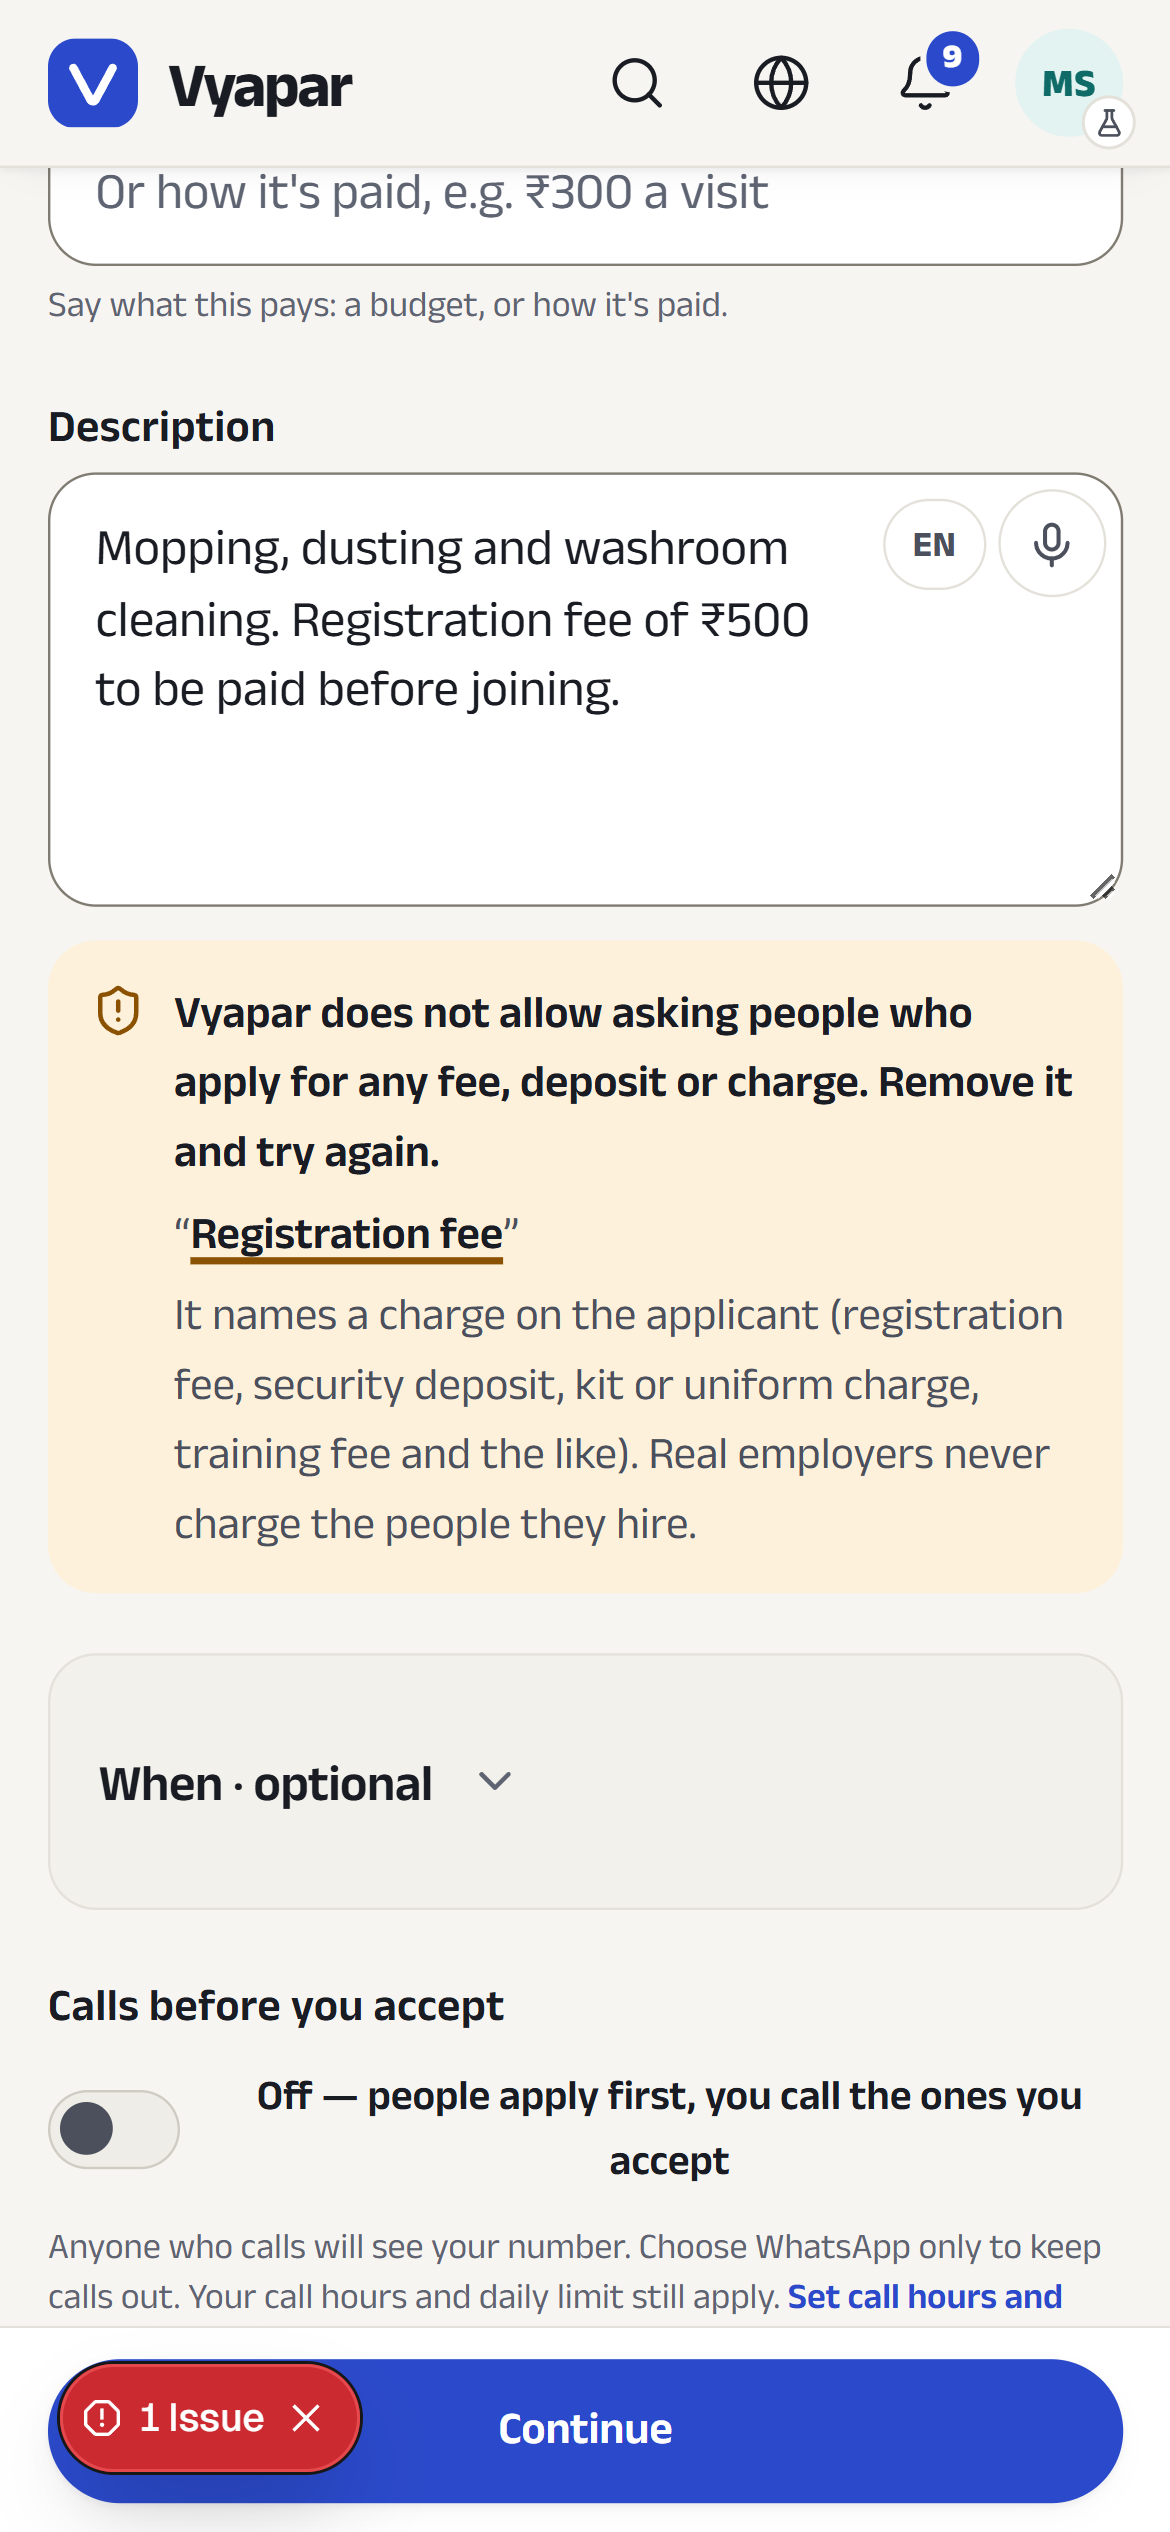 Vyapar
9
MS
Or how it's paid, e.g. ₹300 a visit
Say what this pays: a budget, or how it's paid.
Description
Mopping, dusting and washroom
cleaning. Registration fee of ₹500
to be paid before joining.
EN
Vyapar does not allow asking people who
apply for any fee, deposit or charge. Remove it
and try again.
“Registration fee”
It names a charge on the applicant (registration
fee, security deposit, kit or uniform charge,
training fee and the like). Real employers never
charge the people they hire.
When · optional
Calls before you accept
Off — people apply first, you call the ones you
accept
Anyone who calls will see your number. Choose WhatsApp only to keep
calls out. Your call hours and daily limit still apply. Set call hours and
1 Issue
Continue